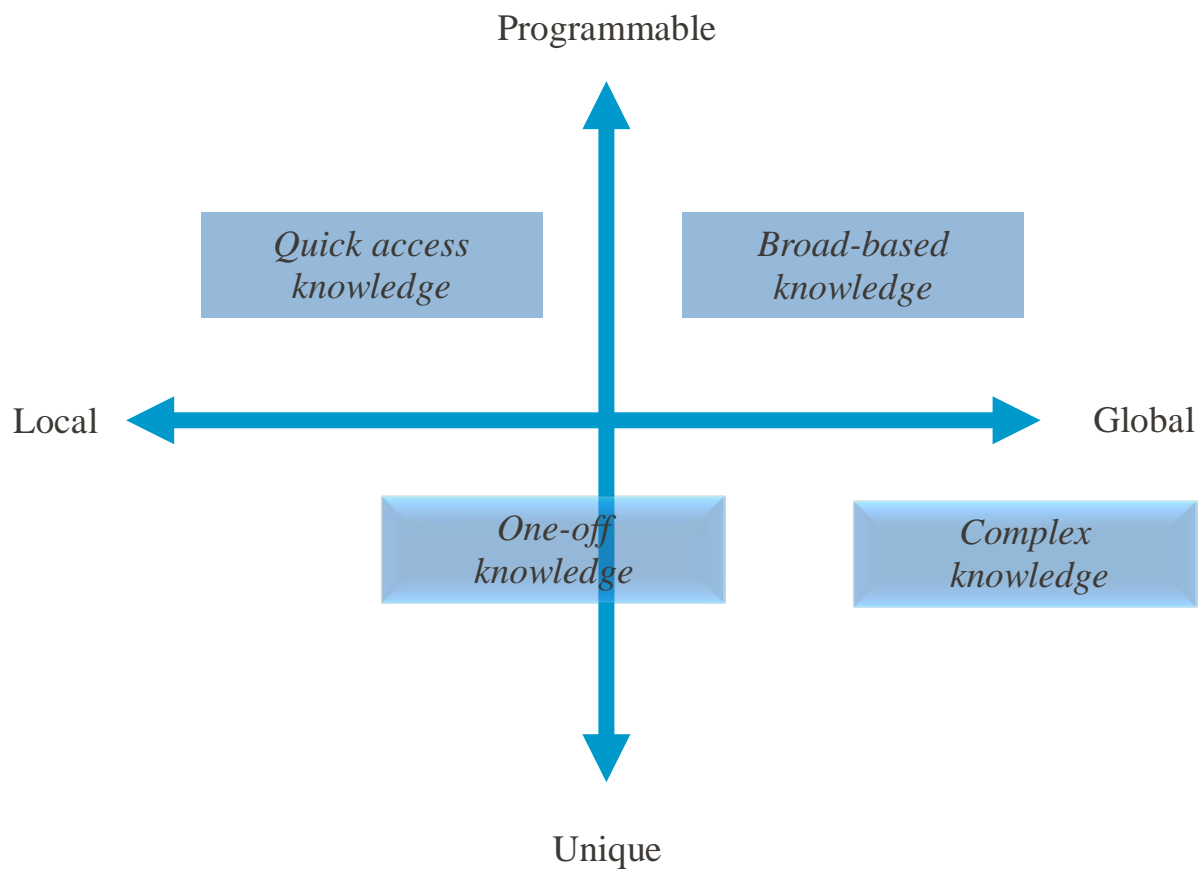 Programmable
Quick access
knowledge
Broad-based
knowledge
Local
Global
One-off
knowledge
Complex
knowledge
Unique